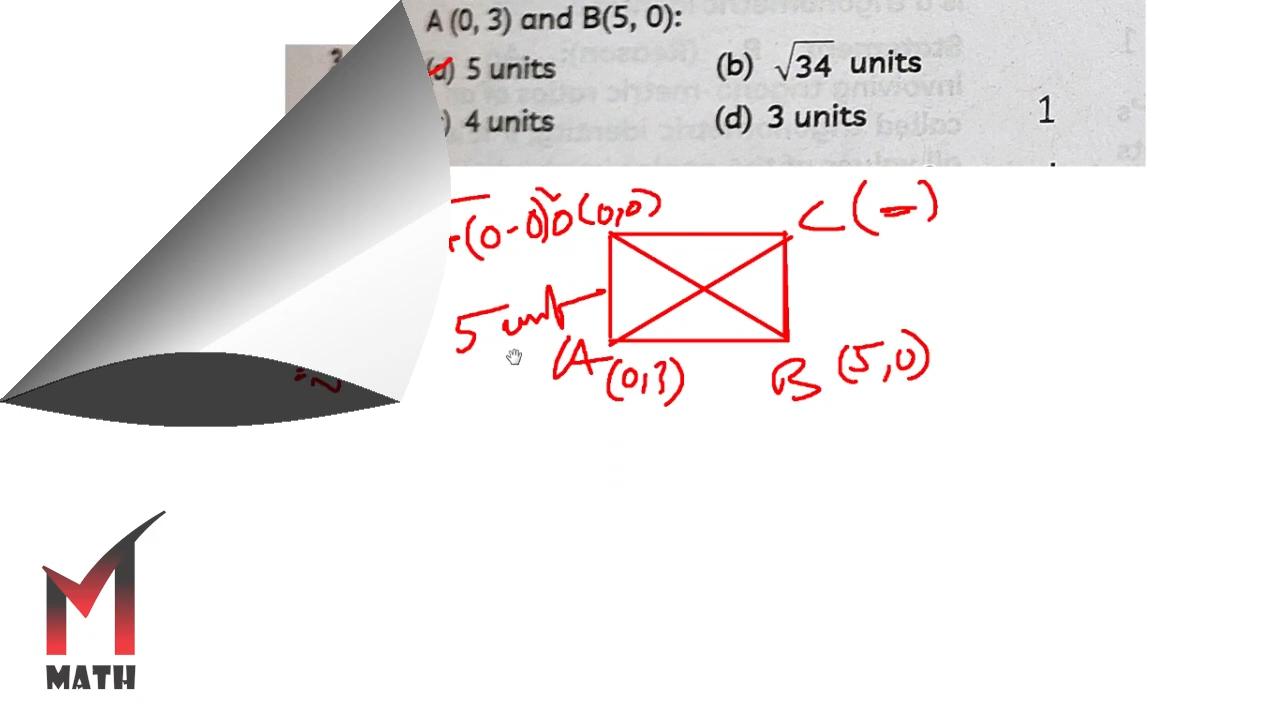 A (0, 3) and B(5, 0):
(a) 5 units (b) √34 units
) 4 units (d) 3 units 1
+(0-0)² O(0,0) C(-)
5 unit
A (0,3) B (5,0)
MATH